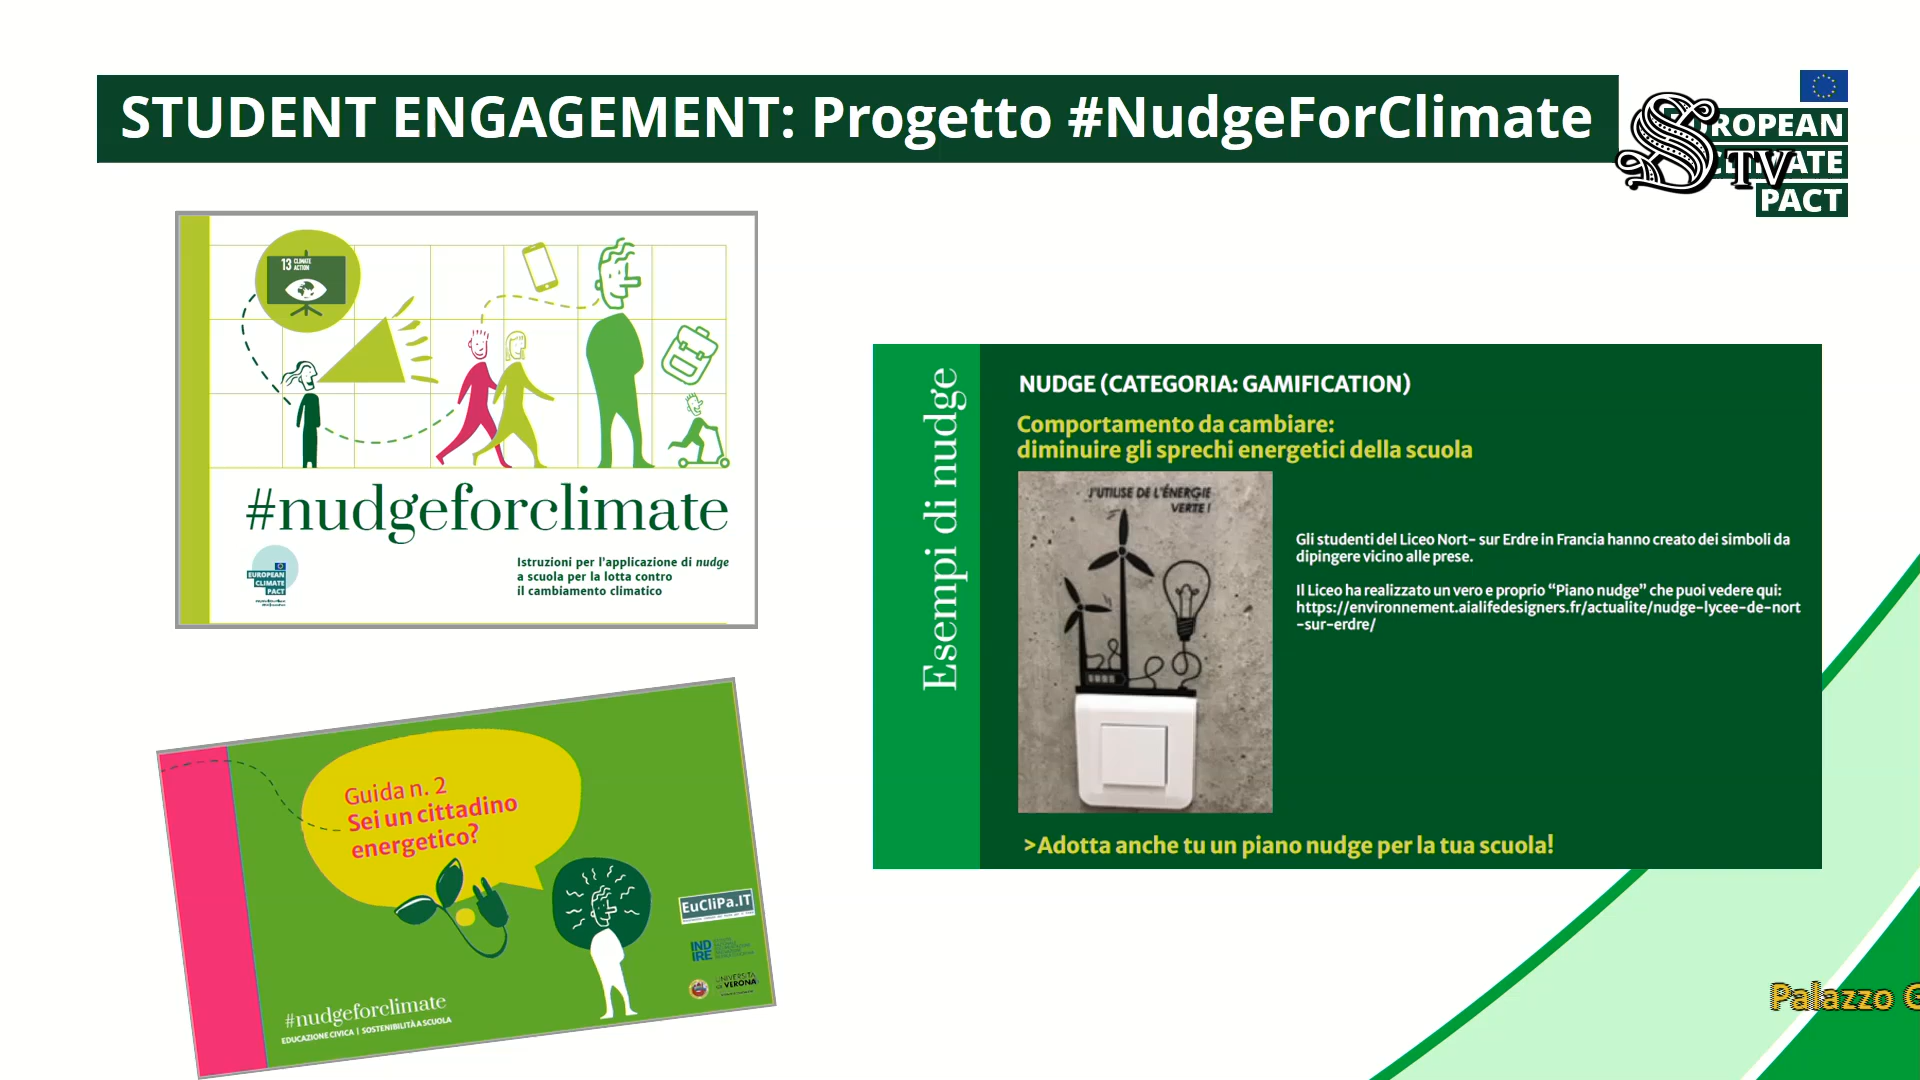 STUDENT ENGAGEMENT: Progetto #NudgeForClimate
EUROPEAN
CLIMATE
PACT
STV
13 CLIMATE
ACTION
#nudgeforclimate
EUROPEAN
CLIMATE
PACT
Istruzioni per l'applicazione di nudge
a scuola per la lotta contro
il cambiamento climatico
Guida n. 2
Sei un cittadino
energetico?
EuCliPa.IT
INDIRE
UNIVERSITÀ
VERONA
#nudgeforclimate
EDUCAZIONE CIVICA | SOSTENIBILITÀ A SCUOLA
Esempi di nudge
NUDGE (CATEGORIA: GAMIFICATION)
Comportamento da cambiare:
diminuire gli sprechi energetici della scuola
J'UTILISE DE L'ÉNERGIE
VERTE !
Gli studenti del Liceo Nort- sur Erdre in Francia hanno creato dei simboli da
dipingere vicino alle prese.
Il Liceo ha realizzato un vero e proprio “Piano nudge” che puoi vedere qui:
https://environnement.aialifedesigners.fr/actualite/nudge-lycee-de-nort
-sur-erdre/
>Adotta anche tu un piano nudge per la tua scuola!
Palazzo G